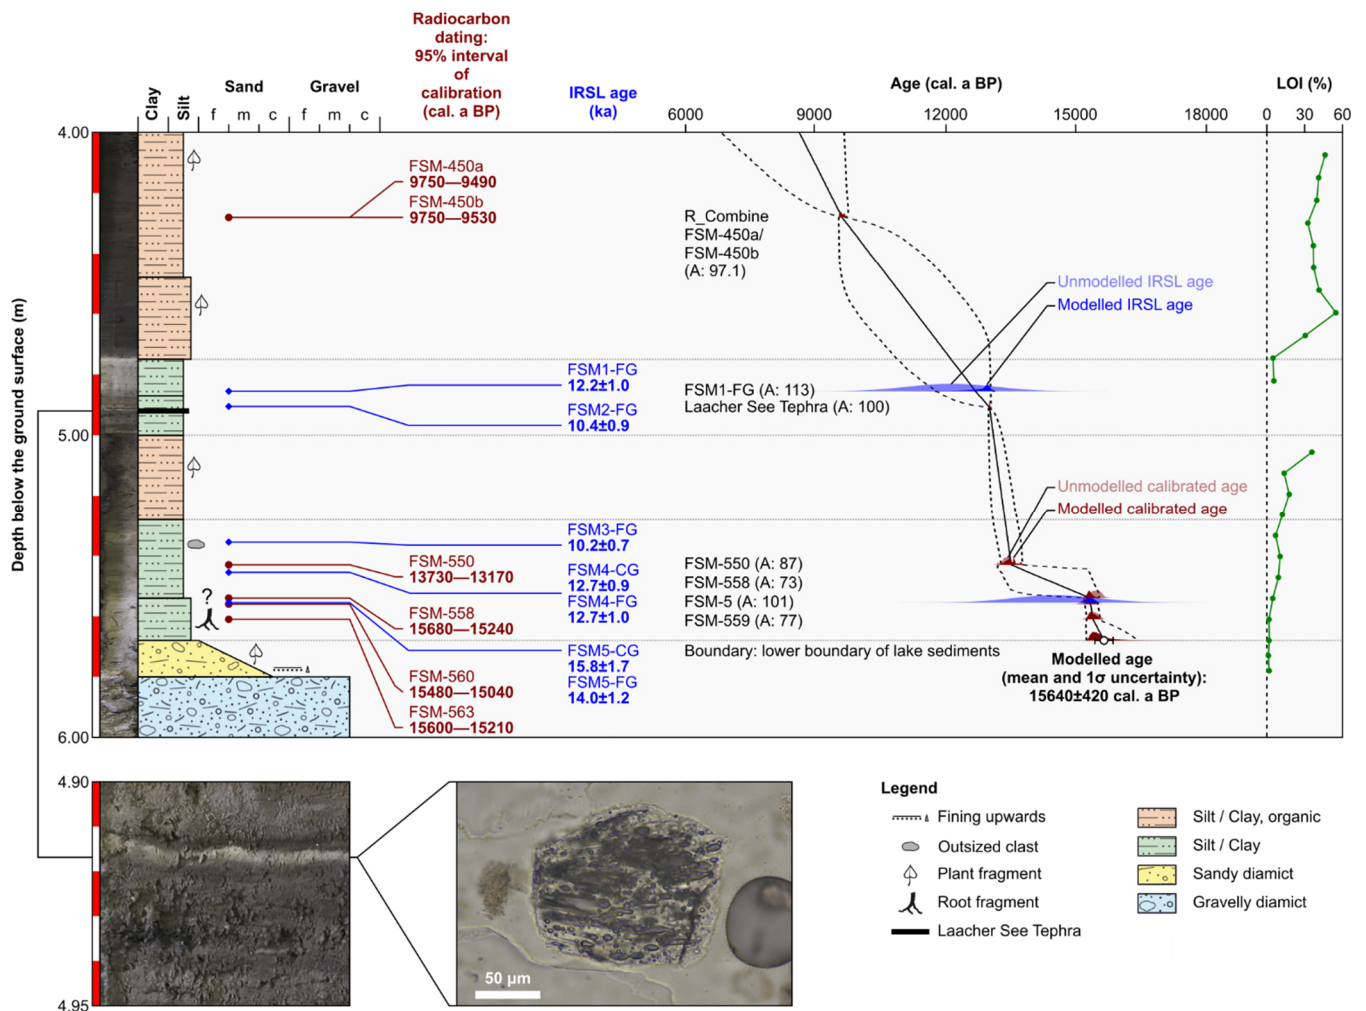 Radiocarbon
dating:
95% interval
of
calibration
(cal. a BP)
IRSL age
(ka)
Clay
Silt
Sand
Gravel
f m c f m c
Age (cal. a BP)
6000 9000 12000 15000 18000
LOI (%)
0 30 60
Depth below the ground surface (m)
4.00
5.00
6.00
FSM-450a
9750—9490
FSM-450b
9750—9530
FSM1-FG
12.2±1.0
FSM2-FG
10.4±0.9
FSM3-FG
10.2±0.7
FSM-550
13730—13170
FSM4-CG
12.7±0.9
FSM4-FG
12.7±1.0
?
FSM-558
15680—15240
FSM5-CG
15.8±1.7
FSM5-FG
14.0±1.2
FSM-560
15480—15040
FSM-563
15600—15210
R_Combine
FSM-450a/
FSM-450b
(A: 97.1)
Unmodelled IRSL age
Modelled IRSL age
FSM1-FG (A: 113)
Laacher See Tephra (A: 100)
Unmodelled calibrated age
Modelled calibrated age
FSM-550 (A: 87)
FSM-558 (A: 73)
FSM-5 (A: 101)
FSM-559 (A: 77)
Boundary: lower boundary of lake sediments
Modelled age
(mean and 1σ uncertainty):
15640±420 cal. a BP
4.90
4.95
50 µm
Legend
Fining upwards
Outsized clast
Plant fragment
Root fragment
Laacher See Tephra
Silt / Clay, organic
Silt / Clay
Sandy diamict
Gravelly diamict